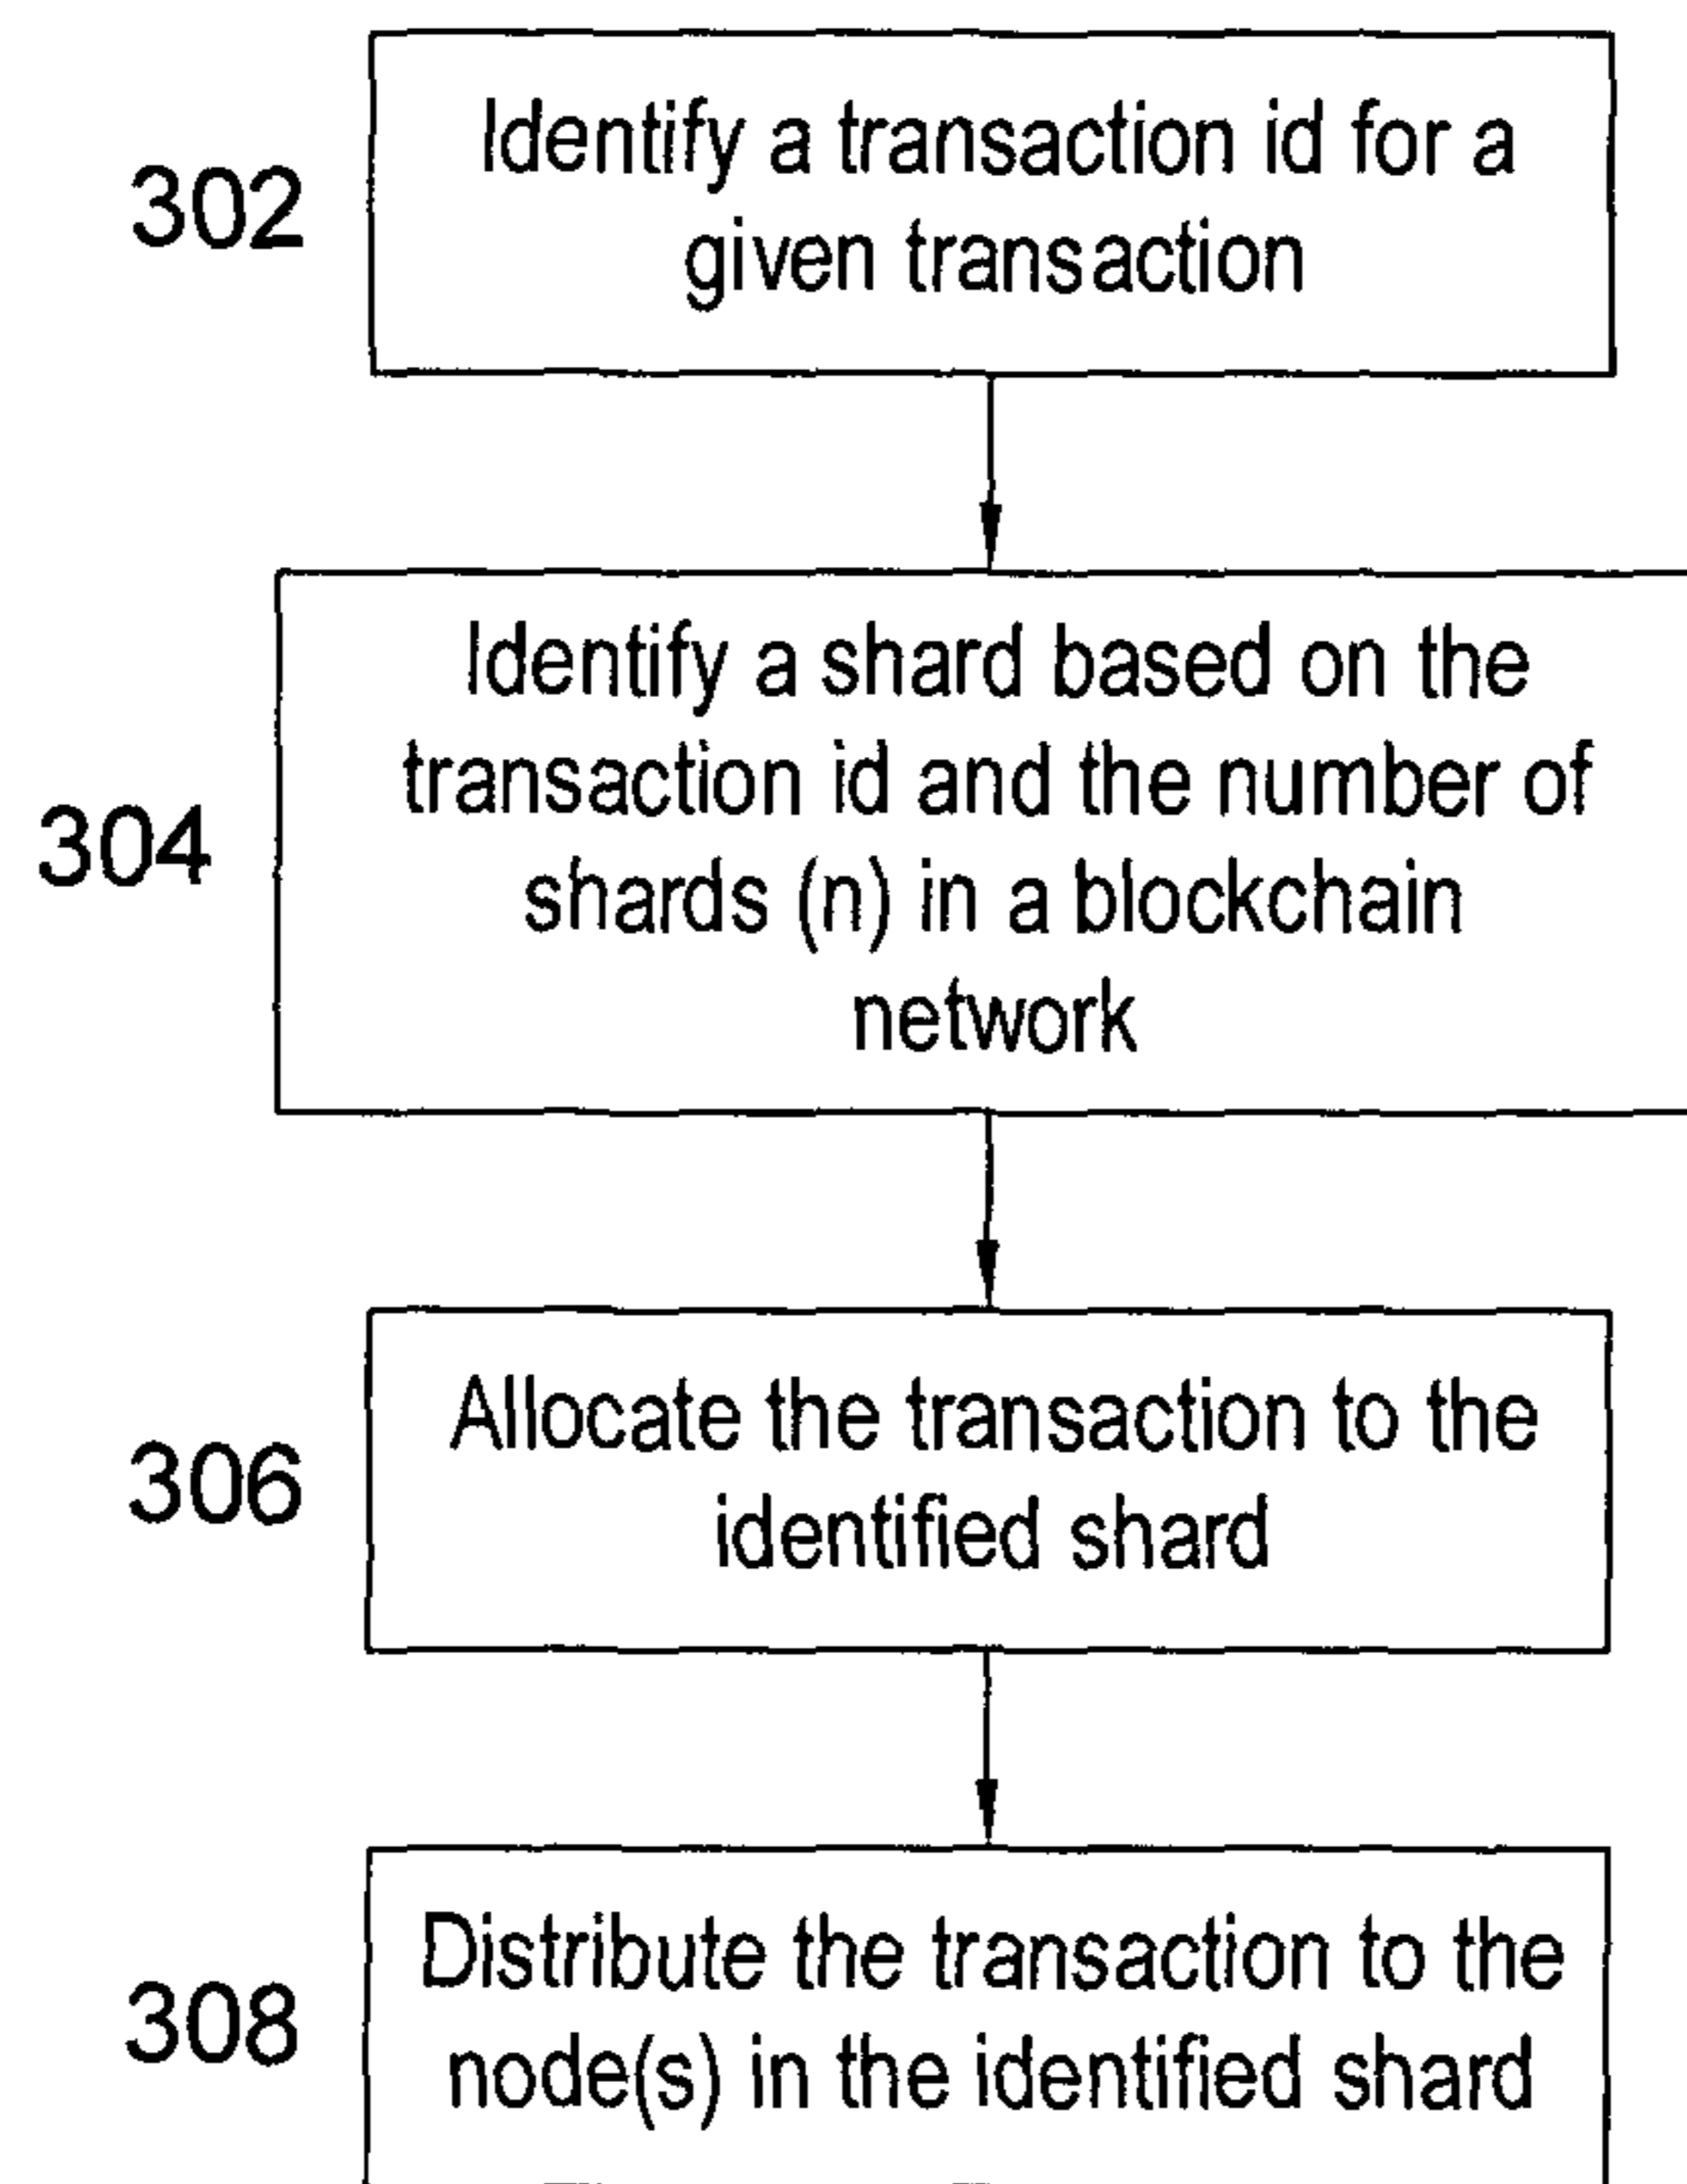 302
Identify a transaction id for a
given transaction
304
Identify a shard based on the
transaction id and the number of
shards (n) in a blockchain
network
306
Allocate the transaction to the
identified shard
308
Distribute the transaction to the
node(s) in the identified shard